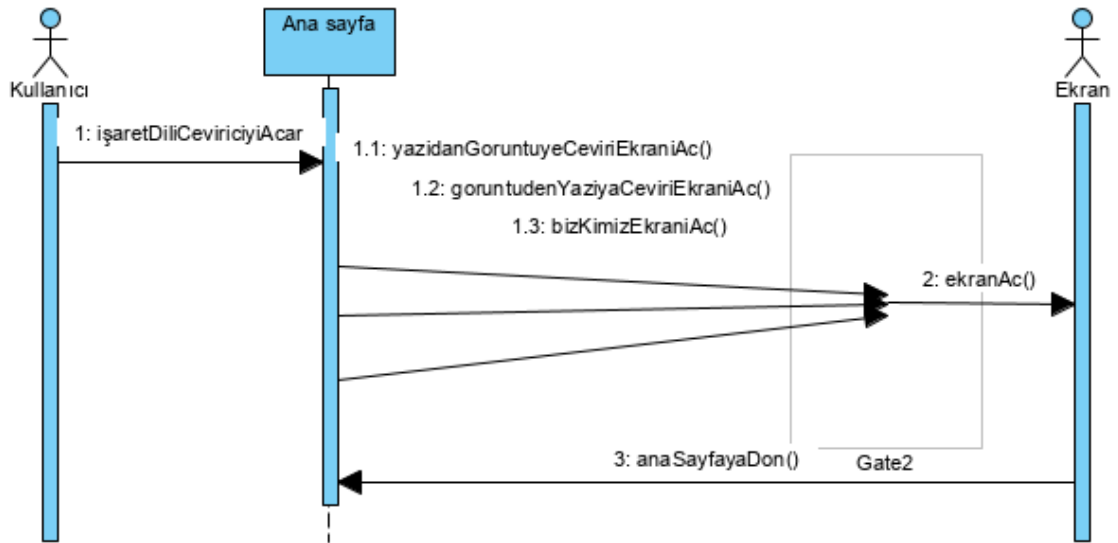 Ana sayfa
Kullanıcı
Ekran
1: işaretDiliCeviriciyiAcar
1.1: yazidanGoruntuyeCeviriEkraniAc()
1.2: goruntudenYaziyaCeviriEkraniAc()
1.3: bizKimizEkraniAc()
2: ekranAc()
3: anaSayfayaDon()
Gate2